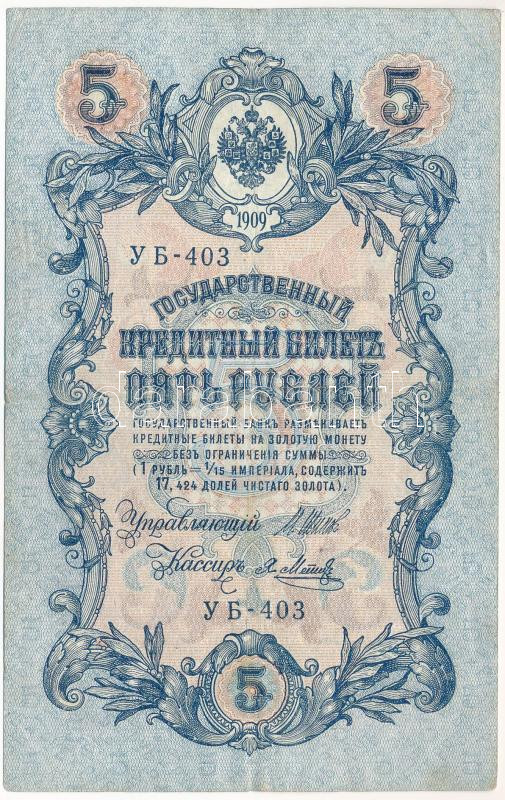 5 5
1909
УБ-403
ГОСУДАРСТВЕННЫЙ
КРЕДИТНЫЙ БИЛЕТЪ
ПЯТЬ РУБЛЕЙ
ГОСУДАРСТВЕННЫЙ БАНКЪ РАЗМѢНИВАЕТЪ
КРЕДИТНЫЕ БИЛЕТЫ НА ЗОЛОТУЮ МОНЕТУ
БЕЗЪ ОГРАНИЧЕНІЯ СУММЫ
(1 РУБЛЬ = 1/15 ИМПЕРІАЛА, СОДЕРЖИТЪ
17,424 ДОЛЕЙ ЧИСТАГО ЗОЛОТА).
Управляющій
Кассиръ
УБ-403
5